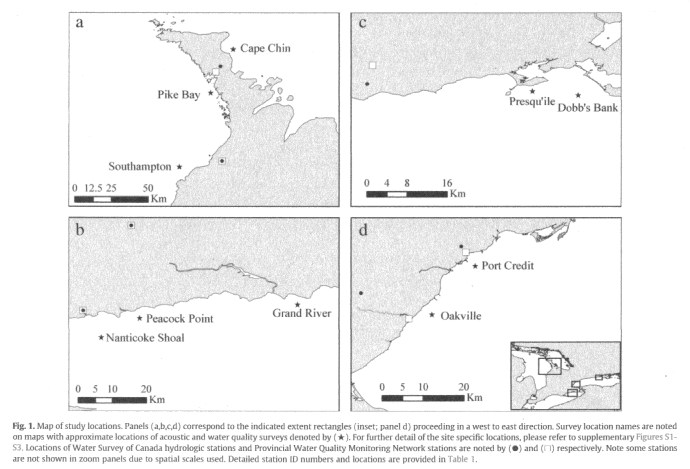 a
Cape Chin
Pike Bay
Southampton
0 12.5 25 50
Km
c
Presqu'ile
Dobb's Bank
0 4 8 16
Km
b
Peacock Point
Grand River
Nanticoke Shoal
0 5 10 20
Km
d
Port Credit
Oakville
0 5 10 20
Km
Fig. 1. Map of study locations. Panels (a,b,c,d) correspond to the indicated extent rectangles (inset; panel d) proceeding in a west to east direction. Survey location names are noted
on maps with approximate locations of acoustic and water quality surveys denoted by (★). For further detail of the site specific locations, please refer to supplementary Figures S1-
S3. Locations of Water Survey of Canada hydrologic stations and Provincial Water Quality Monitoring Network stations are noted by (●) and (□) respectively. Note some stations
are not shown in zoom panels due to spatial scales used. Detailed station ID numbers and locations are provided in Table 1.